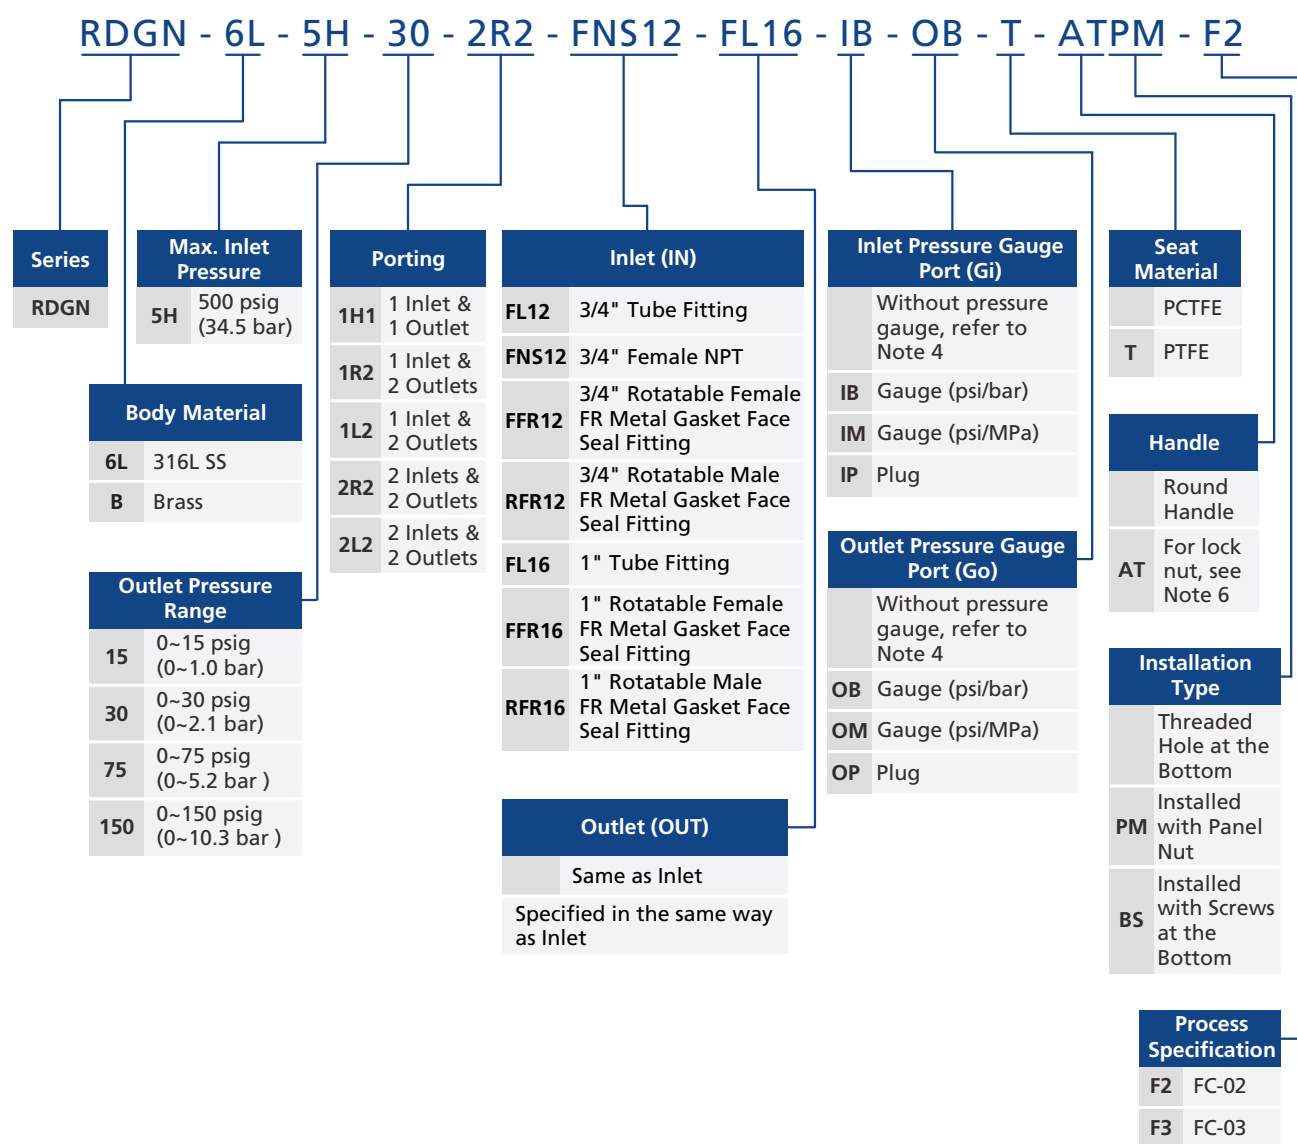 RDGN - 6L - 5H - 30 - 2R2 - FNS12 - FL16 - IB - OB - T - ATPM - F2
Series
RDGN
Max. Inlet
Pressure
5H 500 psig
(34.5 bar)
Body Material
6L 316L SS
B Brass
Outlet Pressure
Range
15 0~15 psig
(0~1.0 bar)
30 0~30 psig
(0~2.1 bar)
75 0~75 psig
(0~5.2 bar )
150 0~150 psig
(0~10.3 bar )
Porting
1H1 1 Inlet &
1 Outlet
1R2 1 Inlet &
2 Outlets
1L2 1 Inlet &
2 Outlets
2R2 2 Inlets &
2 Outlets
2L2 2 Inlets &
2 Outlets
Inlet (IN)
FL12 3/4" Tube Fitting
FNS12 3/4" Female NPT
3/4" Rotatable Female
FFR12 FR Metal Gasket Face
Seal Fitting
3/4" Rotatable Male
RFR12 FR Metal Gasket Face
Seal Fitting
FL16 1" Tube Fitting
1" Rotatable Female
FFR16 FR Metal Gasket Face
Seal Fitting
1" Rotatable Male
RFR16 FR Metal Gasket Face
Seal Fitting
Outlet (OUT)
Same as Inlet
Specified in the same way
as Inlet
Inlet Pressure Gauge
Port (Gi)
Without pressure
gauge, refer to
Note 4
IB Gauge (psi/bar)
IM Gauge (psi/MPa)
IP Plug
Outlet Pressure Gauge
Port (Go)
Without pressure
gauge, refer to
Note 4
OB Gauge (psi/bar)
OM Gauge (psi/MPa)
OP Plug
Seat
Material
PCTFE
T PTFE
Handle
Round
Handle
For lock
AT nut, see
Note 6
Installation
Type
Threaded
Hole at the
Bottom
Installed
PM with Panel
Nut
Installed
with Screws
BS at the
Bottom
Process
Specification
F2 FC-02
F3 FC-03